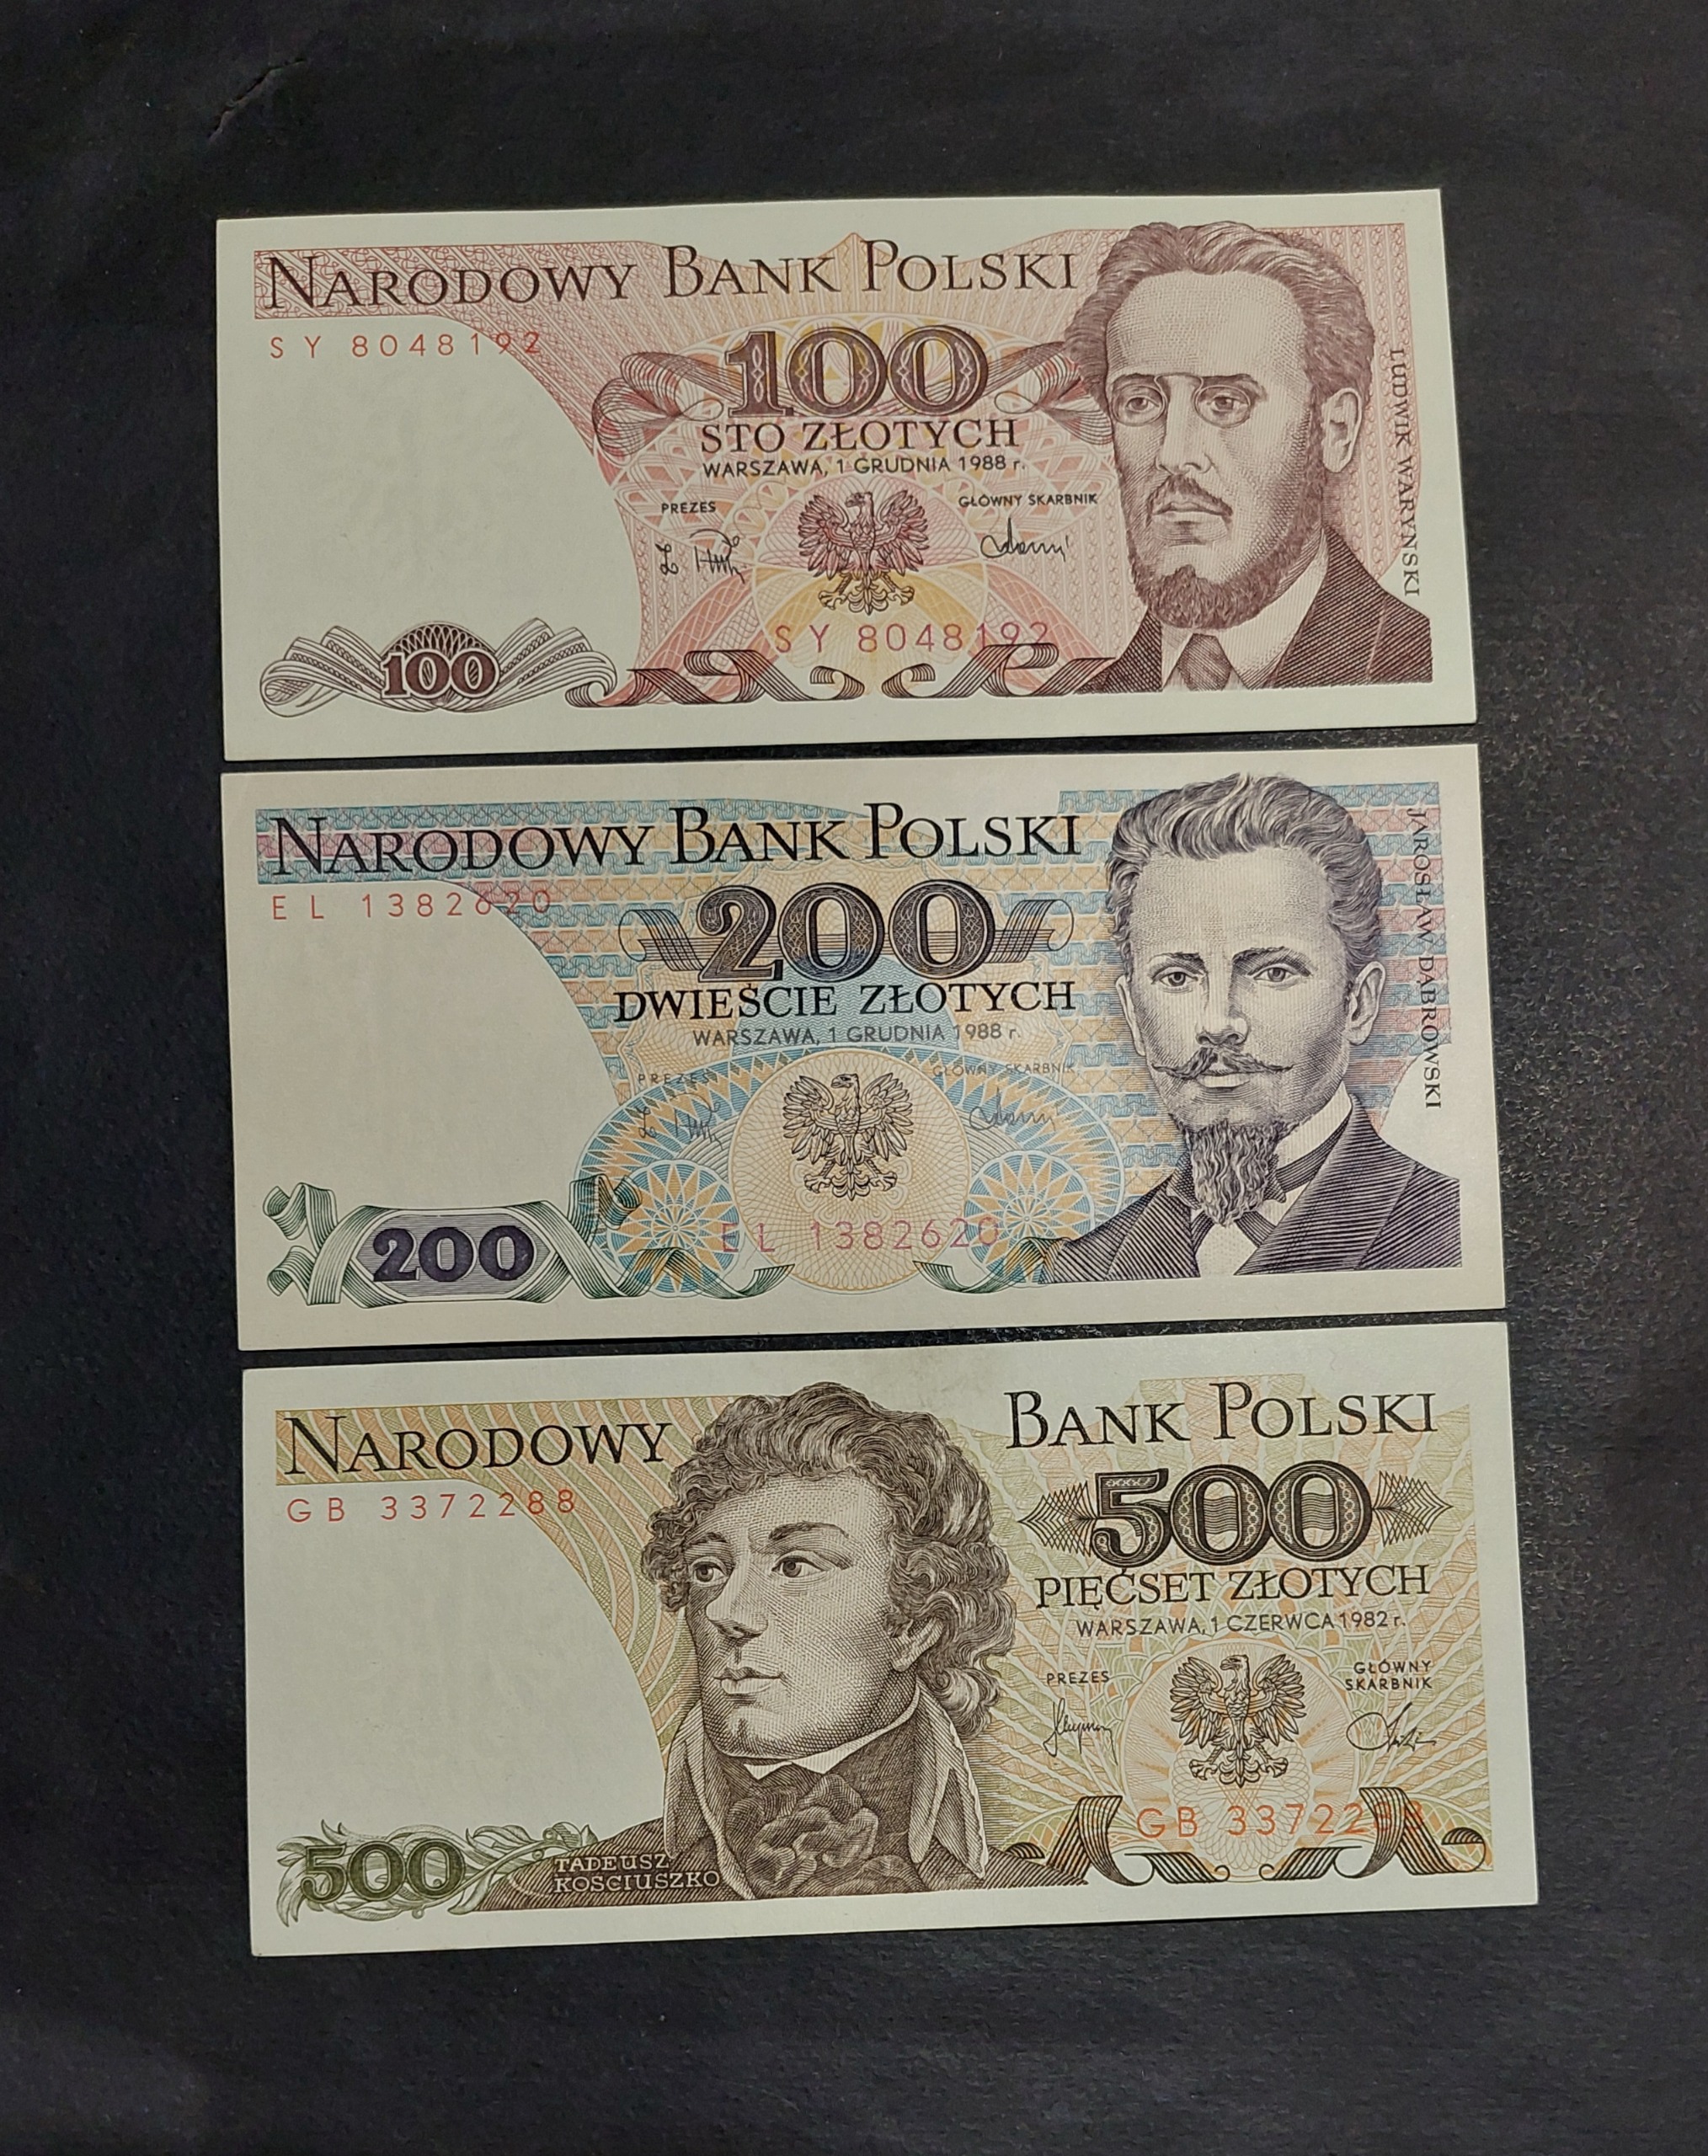 NARODOWY BANK POLSKI
SY 8048192
100
STO ZŁOTYCH
WARSZAWA, 1 GRUDNIA 1988 r.
PREZES
GŁÓWNY SKARBNIK
LUDWIK WARYŃSKI
SY 8048192
100
NARODOWY BANK POLSKI
EL 1382620
200
DWIEŚCIE ZŁOTYCH
WARSZAWA, 1 GRUDNIA 1988 r.
PREZES
GŁÓWNY SKARBNIK
JAROSŁAW DĄBROWSKI
EL 1382620
200
NARODOWY BANK POLSKI
GB 3372288
500
PIĘĆSET ZŁOTYCH
WARSZAWA, 1 CZERWCA 1982 r.
PREZES
GŁÓWNY
SKARBNIK
GB 3372288
500
TADEUSZ
KOŚCIUSZKO